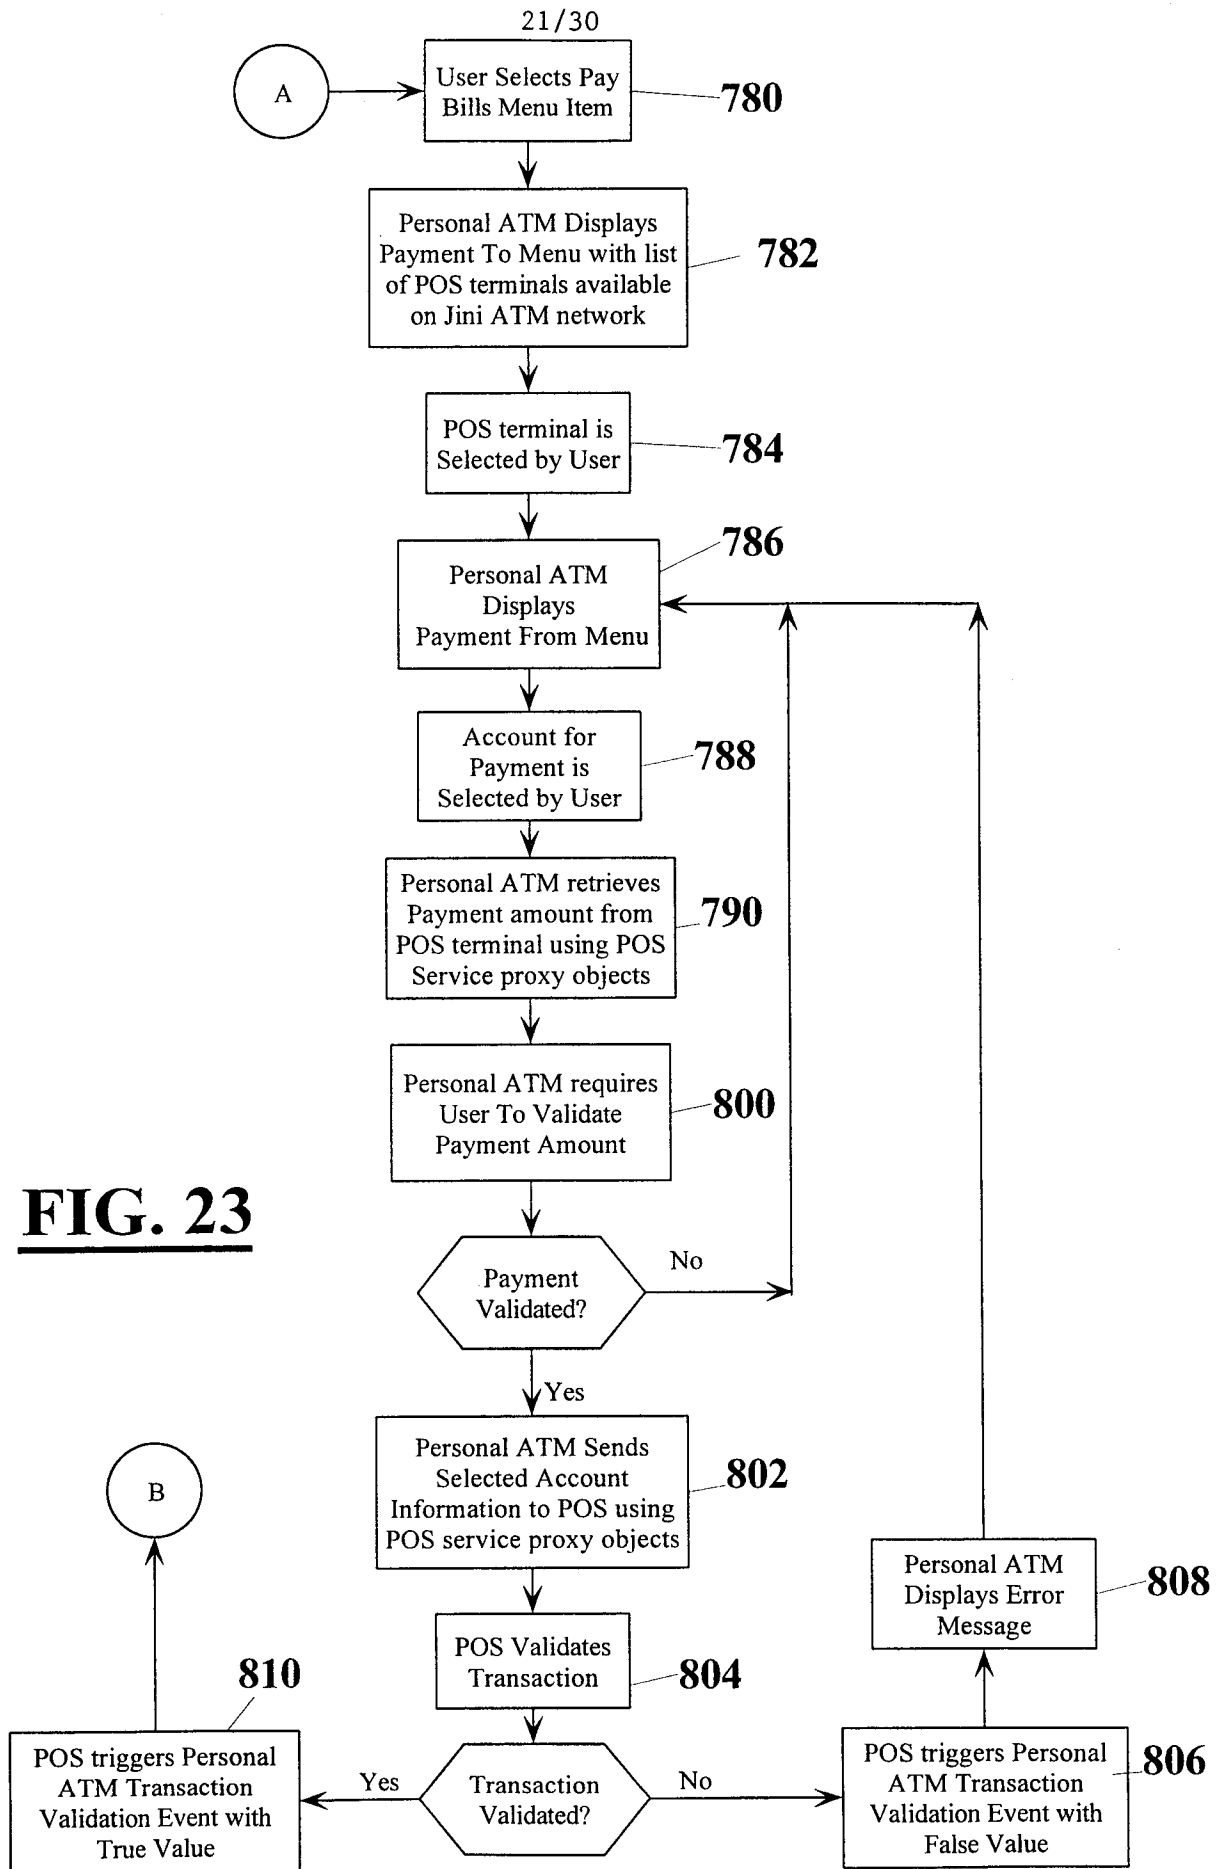 21/30
A
User Selects Pay
Bills Menu Item
780
Personal ATM Displays
Payment To Menu with list
of POS terminals available
on Jini ATM network
782
POS terminal is
Selected by User
784
786
Personal ATM
Displays
Payment From Menu
Account for
Payment is
Selected by User
788
Personal ATM retrieves
Payment amount from
POS terminal using POS
Service proxy objects
790
Personal ATM requires
User To Validate
Payment Amount
800
FIG. 23
Payment
Validated?
No
Yes
Personal ATM Sends
Selected Account
Information to POS using
POS service proxy objects
802
B
Personal ATM
Displays Error
Message
808
POS Validates
Transaction
804
810
POS triggers Personal
ATM Transaction
Validation Event with
True Value
Yes
Transaction
Validated?
No
POS triggers Personal
ATM Transaction
Validation Event with
False Value
806